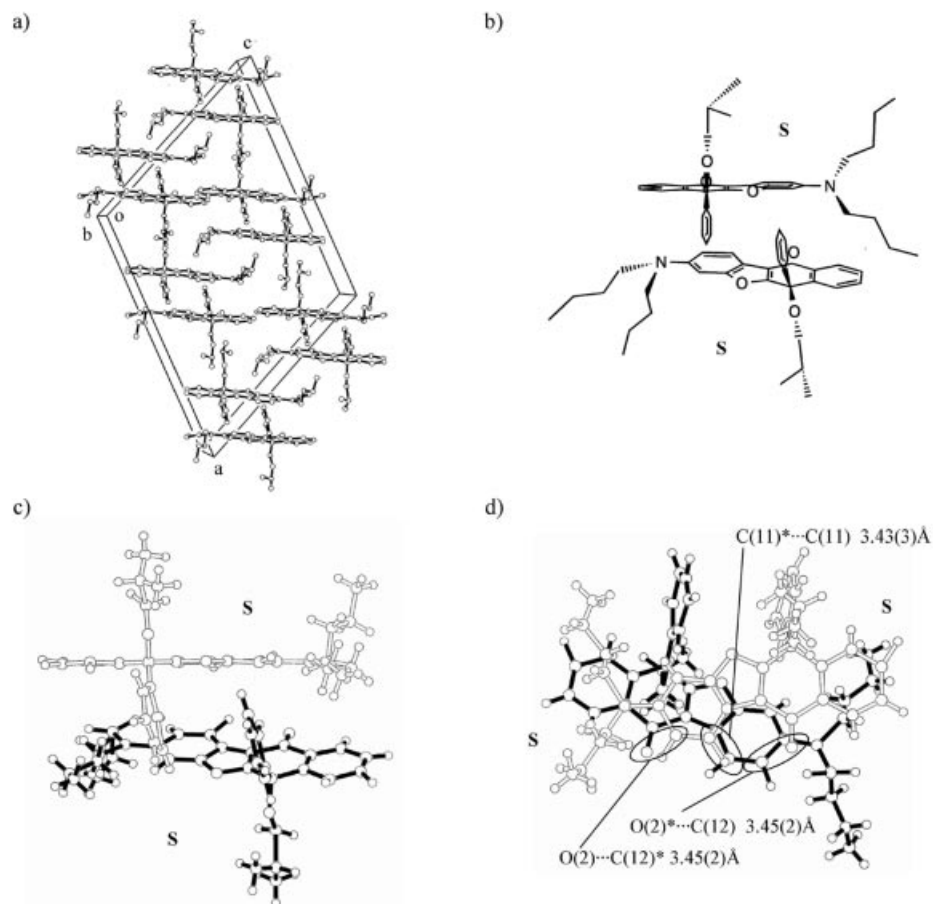 a)
b)
c
o
b
a
S
O
O
N
N
O
O
O
S
c)
d)
S
S
C(11)*···C(11) 3.43(3)Å
S
S
O(2)*···C(12) 3.45(2)Å
O(2)···C(12)* 3.45(2)Å